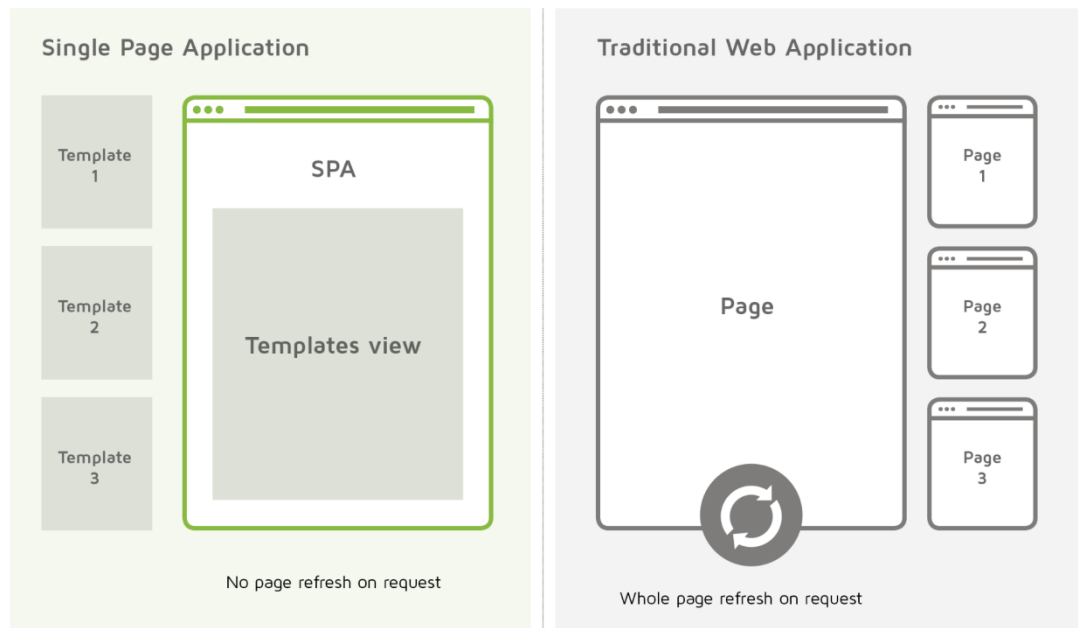 Single Page Application
Template
1
Template
2
Template
3
SPA
Templates view
No page refresh on request
Traditional Web Application
Page
Page
1
Page
2
Page
3
Whole page refresh on request